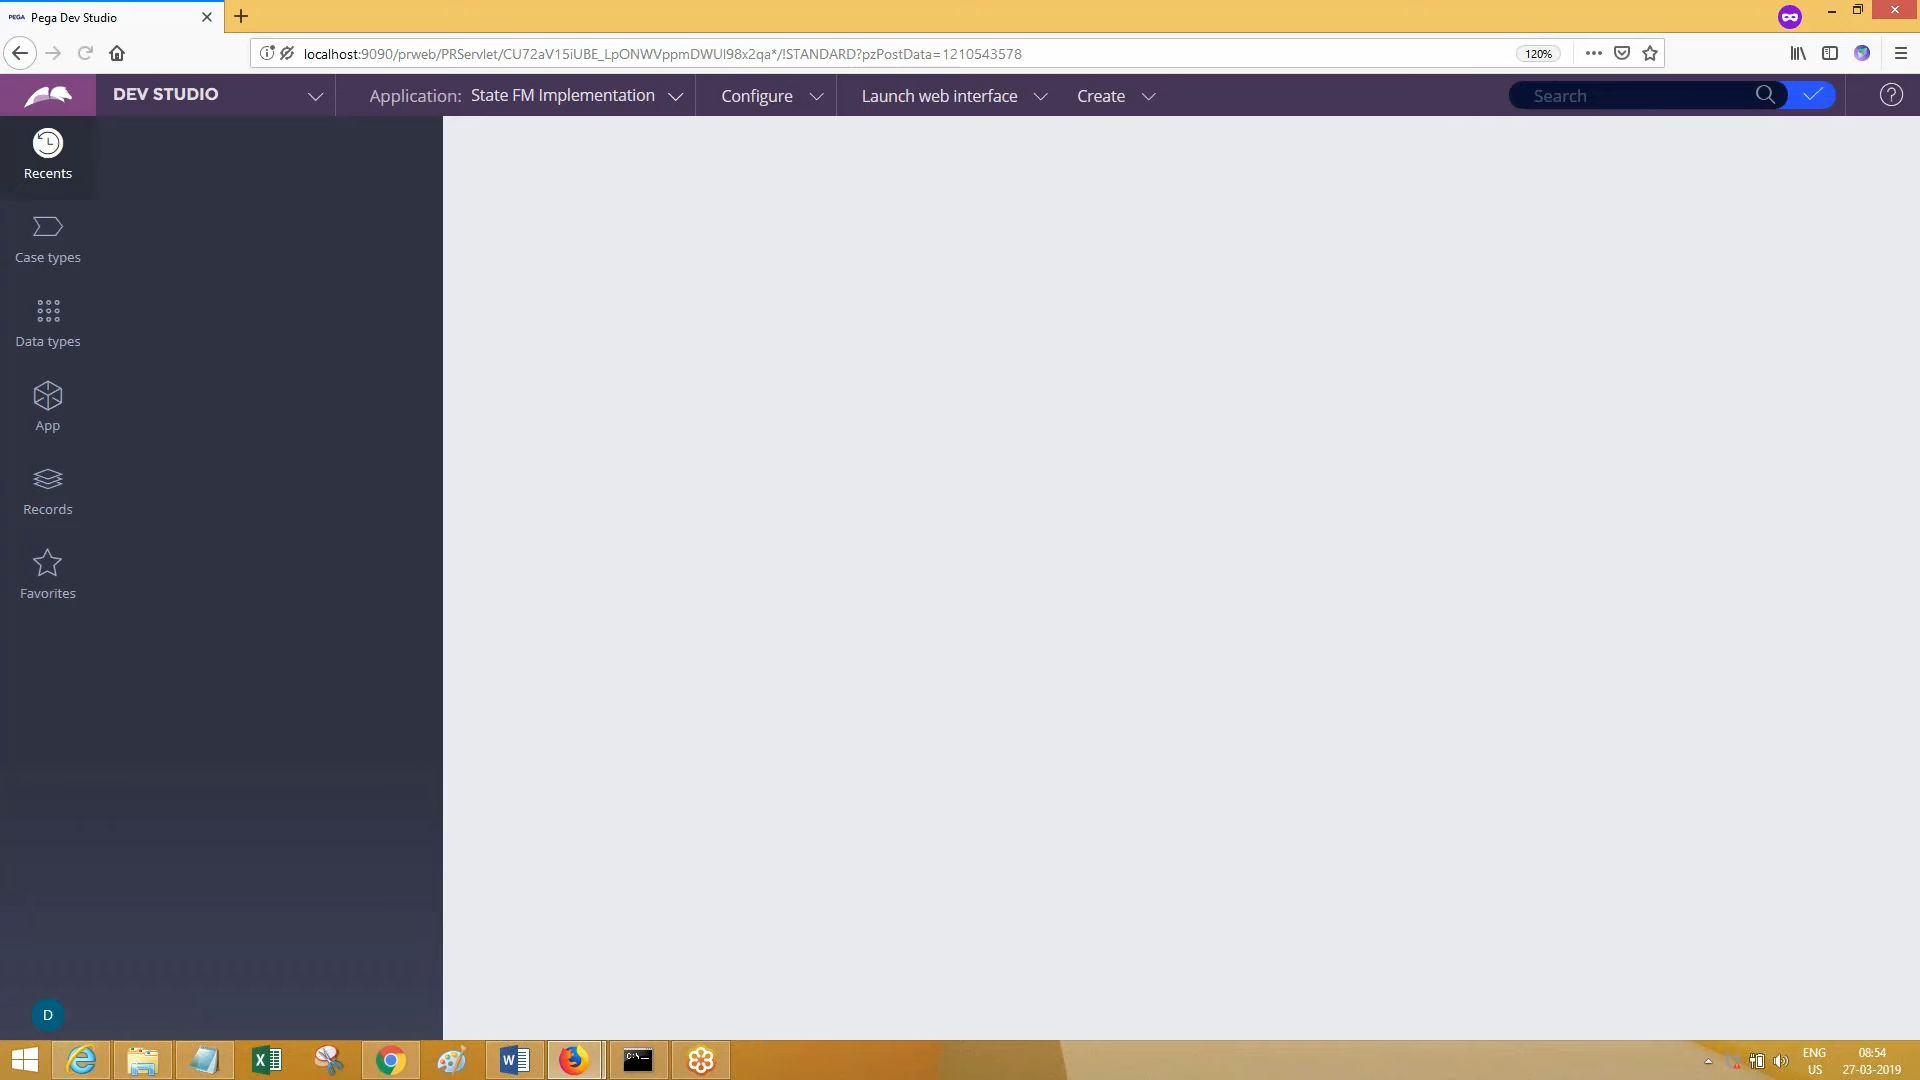 PEGA Pega Dev Studio
localhost:9090/prweb/PRServlet/CU72aV15iUBE_LpONWVppmDWUl98x2qa*/!STANDARD?pzPostData=1210543578
120%
DEV STUDIO
Application: State FM Implementation
Configure
Launch web interface
Create
Search
Recents
Case types
Data types
App
Records
Favorites
D
ENG
US
08:54
27-03-2019